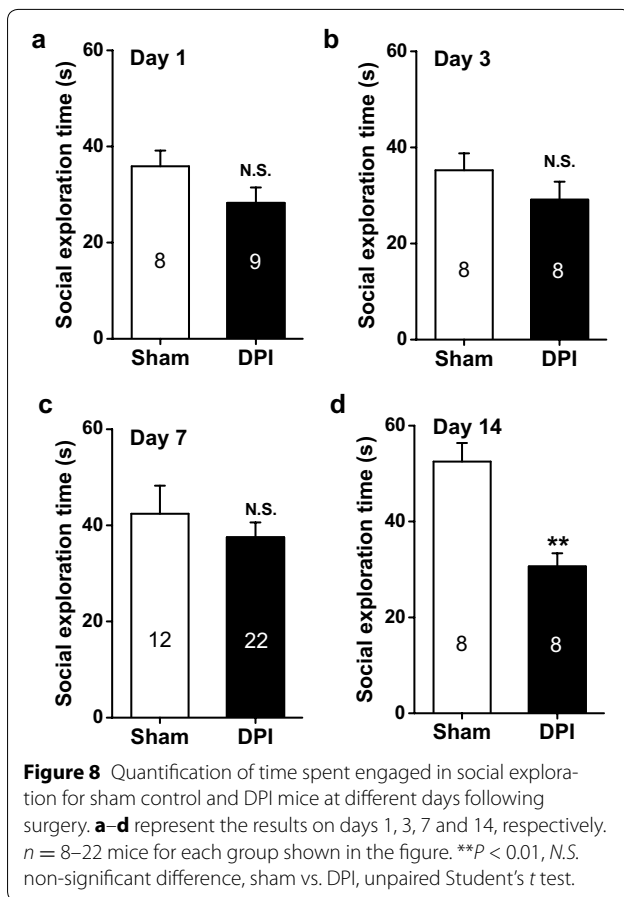 a
Day 1
Social exploration time (s)
60
40
20
0
N.S.
8
9
Sham
DPI
b
Day 3
Social exploration time (s)
60
40
20
0
N.S.
8
8
Sham
DPI
c
Day 7
Social exploration time (s)
60
40
20
0
N.S.
12
22
Sham
DPI
d
Day 14
Social exploration time (s)
60
40
20
0
**
8
8
Sham
DPI
Figure 8 Quantification of time spent engaged in social explora-
tion for sham control and DPI mice at different days following
surgery. a–d represent the results on days 1, 3, 7 and 14, respectively.
n = 8–22 mice for each group shown in the figure. **P < 0.01, N.S.
non-significant difference, sham vs. DPI, unpaired Student’s t test.